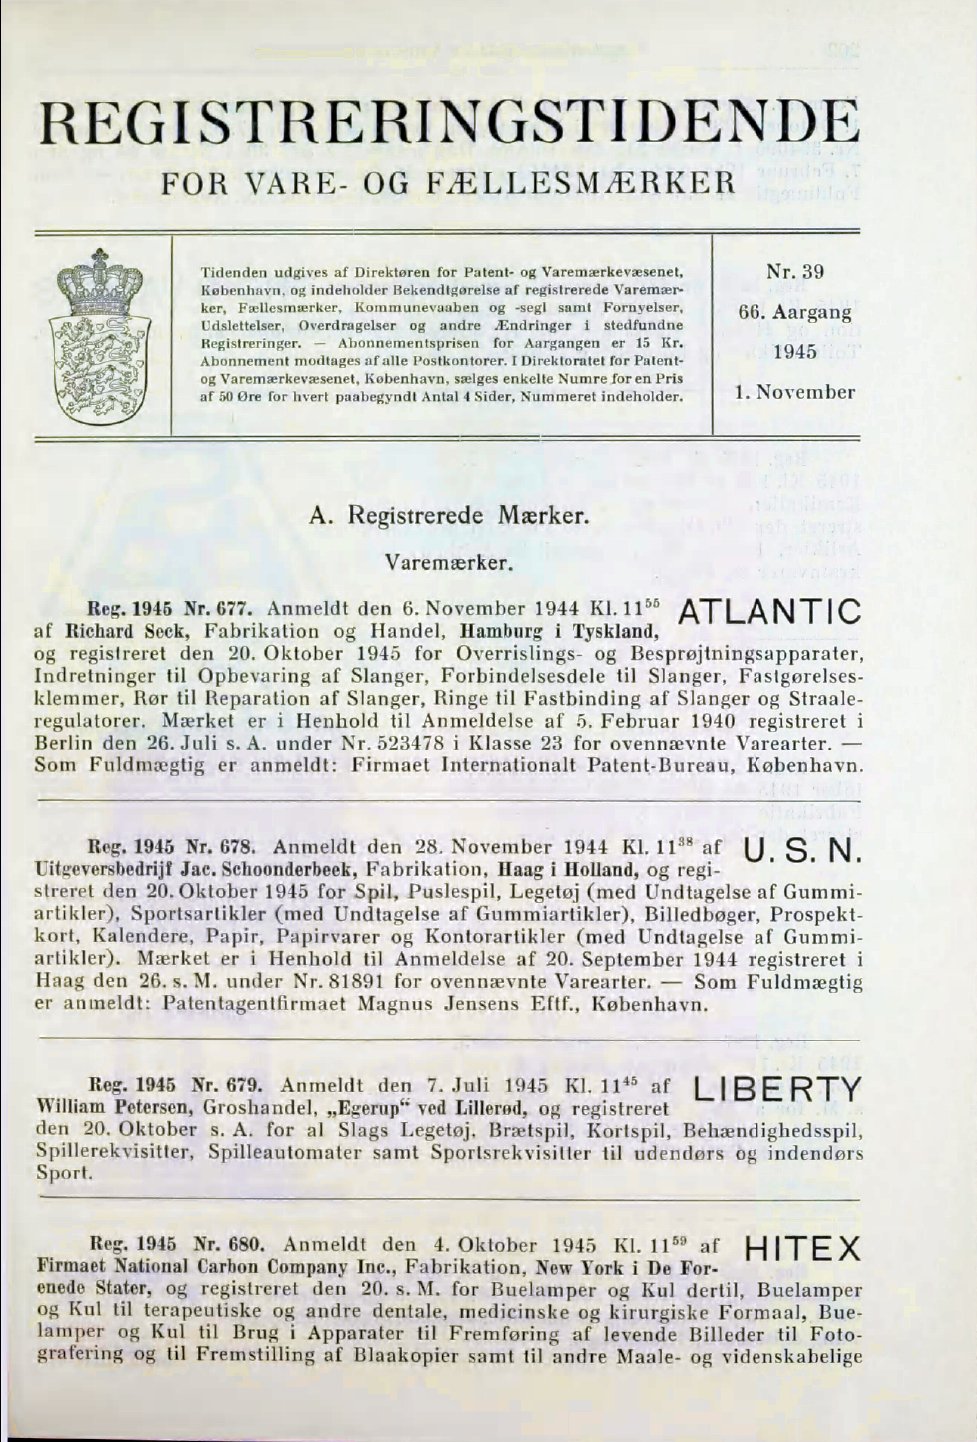 REGISTRERINGSTIDENDE
FOR VARE- OG FÆLLESMÆRKER
Tidenden udgives af Direktøren for Patent- og Varemærkevæsenet,
København, og indeholder Bekendtgørelse af registrerede Varemær-
ker, Fællesmærker, Kommunevaaben og -segl samt Fornyelser,
Udslettelser, Overdragelser og andre Ændringer i stedfundne
Registreringer. — Abonnementsprisen for Aargangen er 15 Kr.
Abonnement modtages af alle Postkontorer. I Direktoratet for Patent-
og Varemærkevæsenet, København, sælges enkelte Numre for en Pris
af 50 Øre for hvert paabegyndt Antal 4 Sider, Nummeret indeholder.
Nr. 39
66. Aargang
1945
1. November
A. Registrerede Mærker.
Varemærker.
Reg. 1945 Nr. 677. Anmeldt den 6. November 1944 Kl. 11⁵⁵ ATLANTIC
af Richard Seck, Fabrikation og Handel, Hamburg i Tyskland,
og registreret den 20. Oktober 1945 for Overrislings- og Besprøjtningsapparater,
Indretninger til Opbevaring af Slanger, Forbindelsesdele til Slanger, Fastgørelses-
klemmer, Rør til Reparation af Slanger, Ringe til Fastbinding af Slanger og Straale-
regulatorer. Mærket er i Henhold til Anmeldelse af 5. Februar 1940 registreret i
Berlin den 26. Juli s. A. under Nr. 523478 i Klasse 23 for ovennævnte Varearter. —
Som Fuldmægtig er anmeldt: Firmaet Internationalt Patent-Bureau, København.
Reg. 1945 Nr. 678. Anmeldt den 28. November 1944 Kl. 11³⁸ af U. S. N.
Uitgeversbedrijf Jac. Schoonderbeek, Fabrikation, Haag i Holland, og regi-
streret den 20. Oktober 1945 for Spil, Puslespil, Legetøj (med Undtagelse af Gummi-
artikler), Sportsartikler (med Undtagelse af Gummiartikler), Billedbøger, Prospekt-
kort, Kalendere, Papir, Papirvarer og Kontorartikler (med Undtagelse af Gummi-
artikler). Mærket er i Henhold til Anmeldelse af 20. September 1944 registreret i
Haag den 26. s. M. under Nr. 81891 for ovennævnte Varearter. — Som Fuldmægtig
er anmeldt: Patentagentfirmaet Magnus Jensens Eftf., København.
Reg. 1945 Nr. 679. Anmeldt den 7. Juli 1945 Kl. 11⁴⁵ af LIBERTY
William Petersen, Groshandel, „Egerup“ ved Lillerød, og registreret
den 20. Oktober s. A. for al Slags Legetøj, Brætspil, Kortspil, Behændighedsspil,
Spillerekvisitter, Spilleautomater samt Sportsrekvisitter til udendørs og indendørs
Sport.
Reg. 1945 Nr. 680. Anmeldt den 4. Oktober 1945 Kl. 11⁵⁹ af HITEX
Firmaet National Carbon Company Inc., Fabrikation, New York i De For-
enede Stater, og registreret den 20. s. M. for Buelamper og Kul dertil, Buelamper
og Kul til terapeutiske og andre dentale, medicinske og kirurgiske Formaal, Bue-
lamper og Kul til Brug i Apparater til Fremføring af levende Billeder til Foto-
grafering og til Fremstilling af Blaakopier samt til andre Maale- og videnskabelige